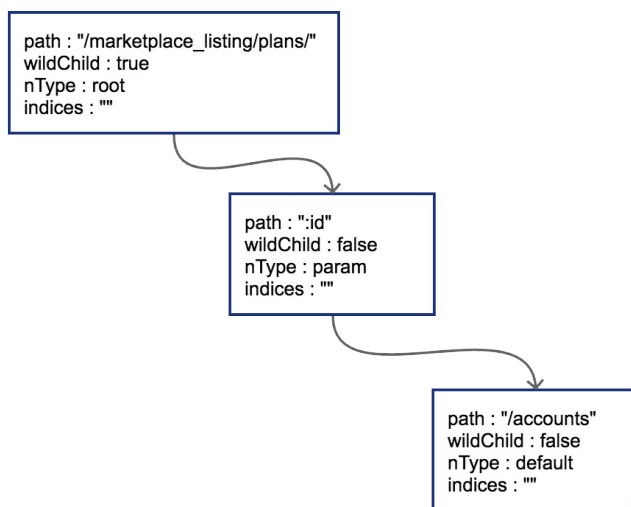 path : "/marketplace_listing/plans/"
wildChild : true
nType : root
indices : ""
path : ":id"
wildChild : false
nType : param
indices : ""
path : "/accounts"
wildChild : false
nType : default
indices : ""